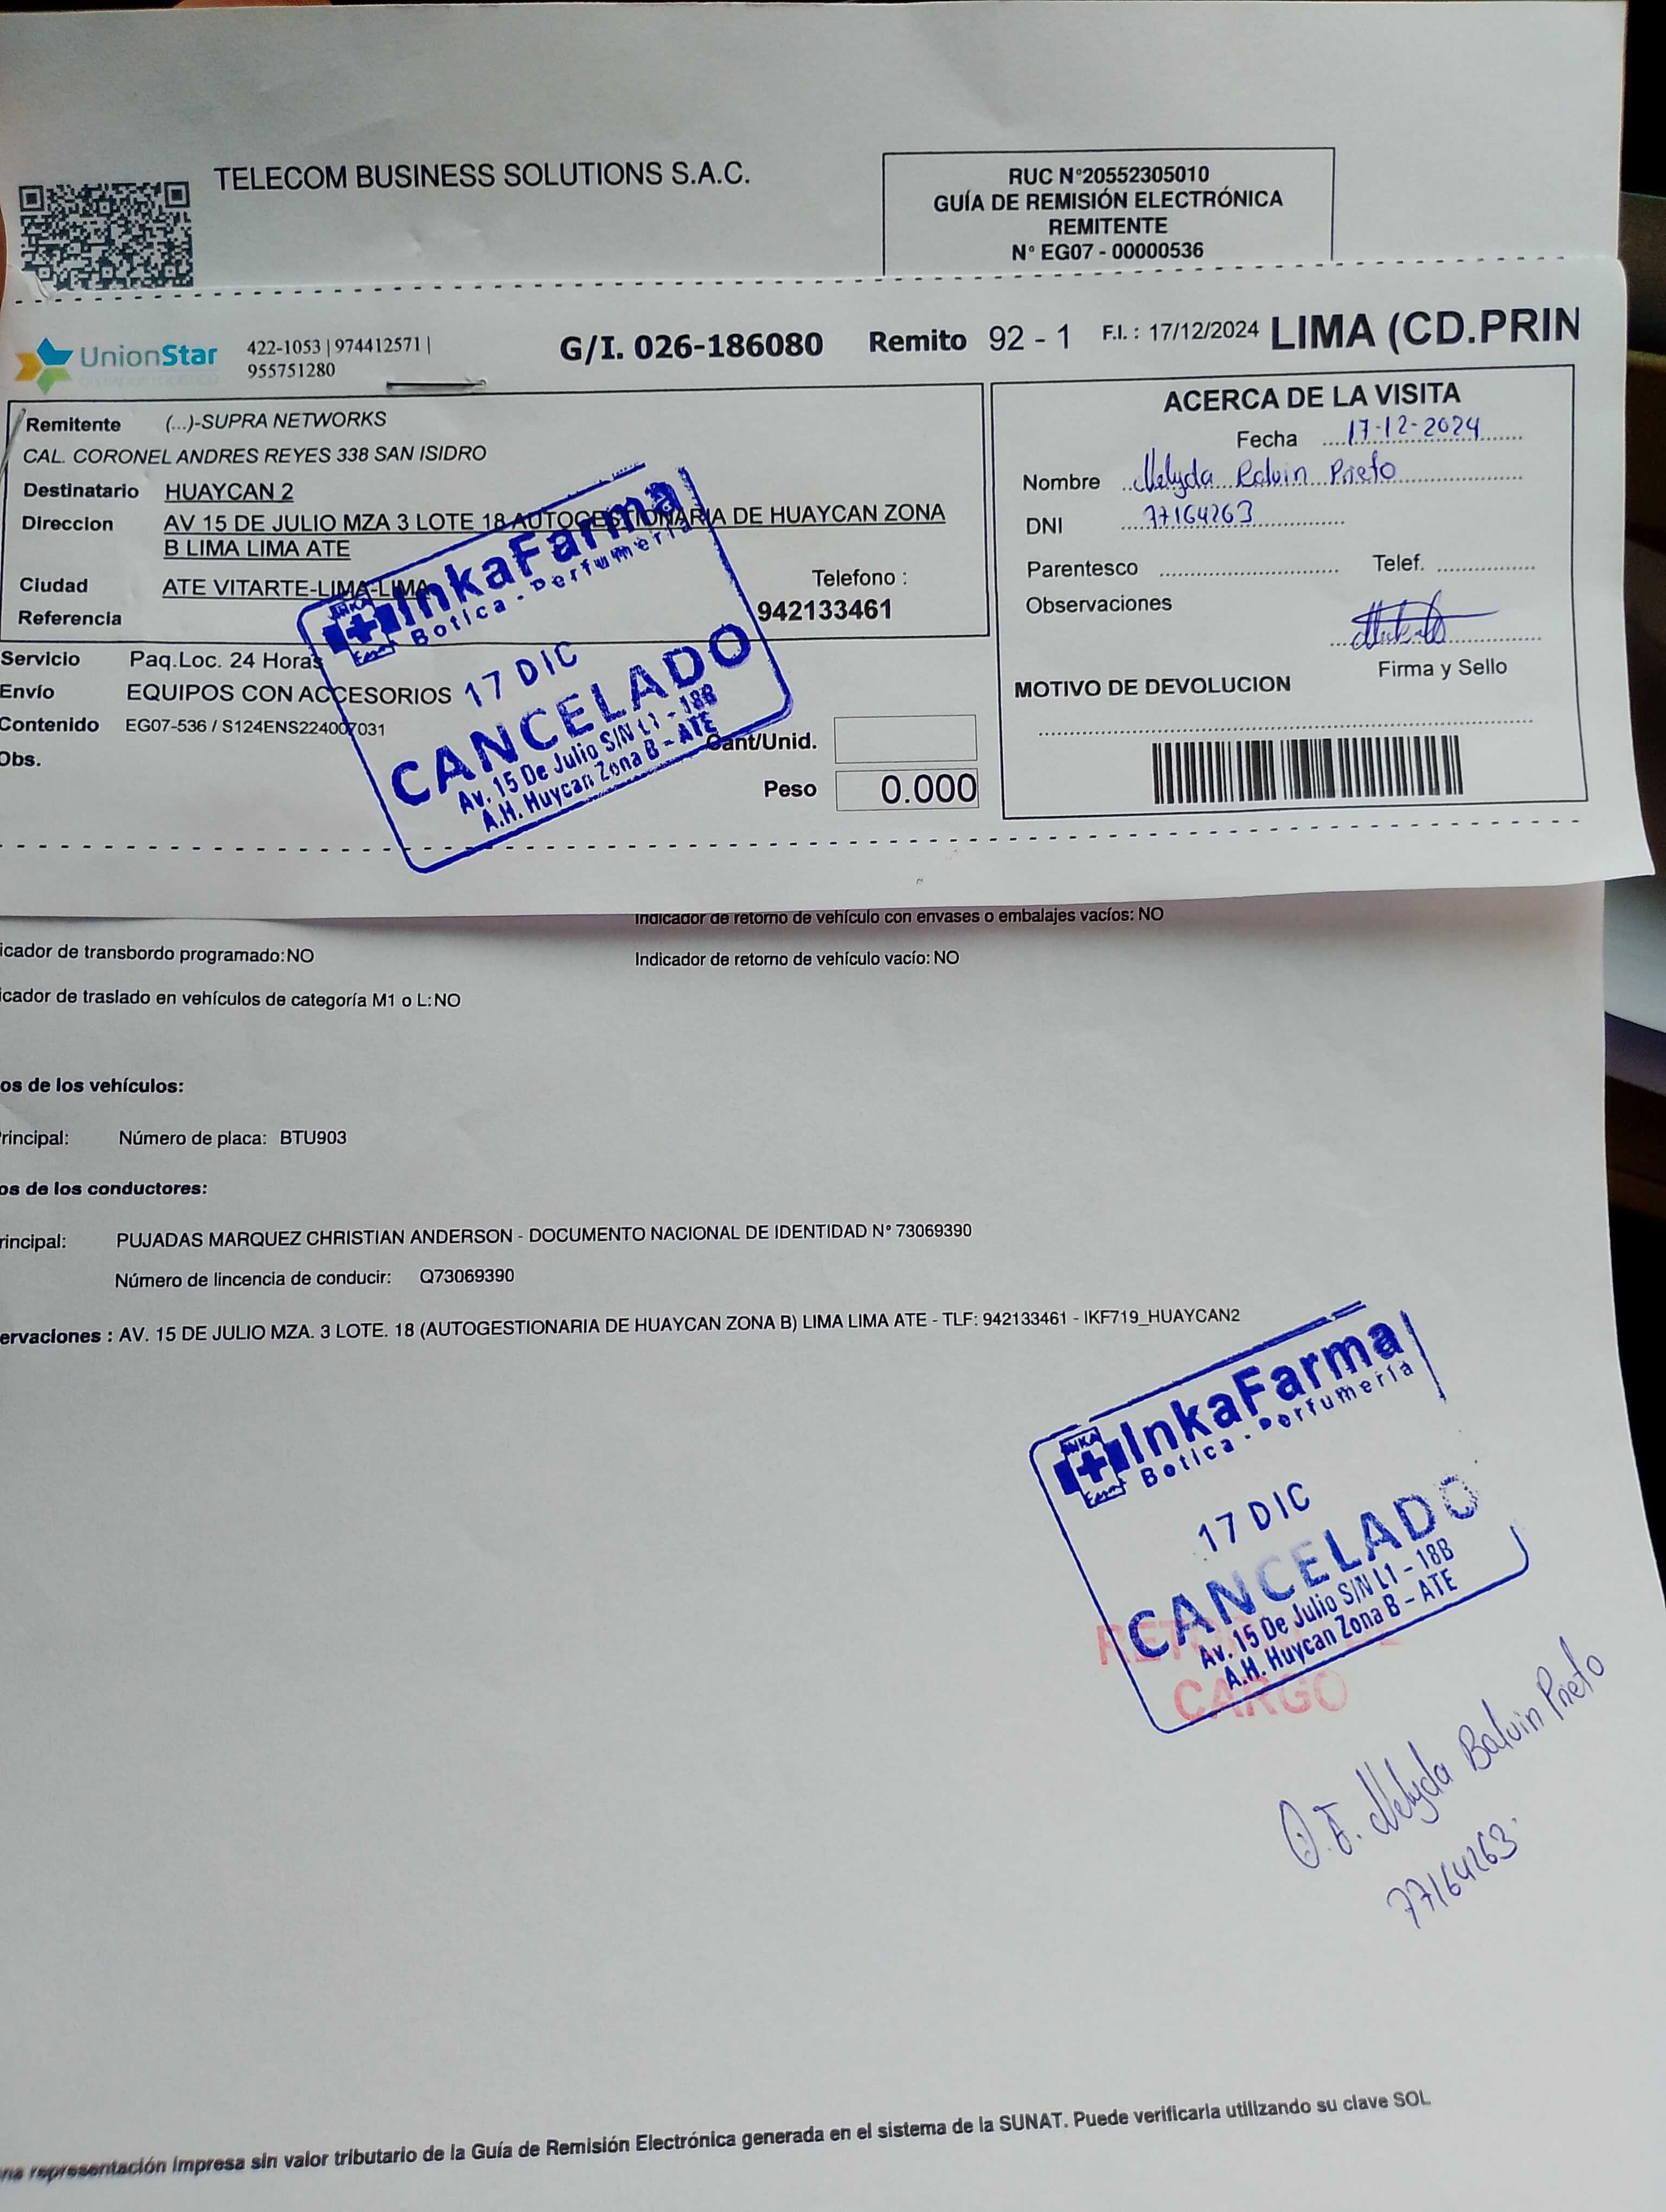 TELECOM BUSINESS SOLUTIONS S.A.C.
RUC N°20552305010
GUÍA DE REMISIÓN ELECTRÓNICA
REMITENTE
N° EG07 - 00000536
UnionStar
422-1053 | 974412571 |
955751280
G/I. 026-186080 Remito 92 - 1 F.I. : 17/12/2024 LIMA (CD.PRIN
Remitente (...)-SUPRA NETWORKS
CAL. CORONEL ANDRES REYES 338 SAN ISIDRO
Destinatario HUAYCAN 2
Direccion AV 15 DE JULIO MZA 3 LOTE 18 AUTOGESTIONARIA DE HUAYCAN ZONA
B LIMA LIMA ATE
Ciudad ATE VITARTE-LIMA-LIMA
Telefono :
Referencia
942133461
Servicio Paq.Loc. 24 Horas
Envío EQUIPOS CON ACCESORIOS
Contenido EG07-536 / S124ENS224007031
Obs.
Cant/Unid.
Peso 0.000
ACERCA DE LA VISITA
Fecha 17-12-2024
Nombre Nelyda Balvin Prieto
DNI 77164263
Parentesco Telef.
Observaciones
Firma y Sello
MOTIVO DE DEVOLUCION
INKA
InkaFarma
Botica - Perfumería
17 DIC
CANCELADO
Av. 15 De Julio S/N L1 - 18B
A.H. Huycan Zona B - ATE
Indicador de retorno de vehículo con envases o embalajes vacíos: NO
icador de transbordo programado: NO
Indicador de retorno de vehículo vacío: NO
icador de traslado en vehículos de categoría M1 o L: NO
os de los vehículos:
rincipal: Número de placa: BTU903
os de los conductores:
rincipal: PUJADAS MARQUEZ CHRISTIAN ANDERSON - DOCUMENTO NACIONAL DE IDENTIDAD N° 73069390
Número de lincencia de conducir: Q73069390
ervaciones : AV. 15 DE JULIO MZA. 3 LOTE. 18 (AUTOGESTIONARIA DE HUAYCAN ZONA B) LIMA LIMA ATE - TLF: 942133461 - IKF719_HUAYCAN2
INKA
InkaFarma
Botica - Perfumería
17 DIC
CANCELADO
Av. 15 De Julio S/N L1 - 18B
A.H. Huycan Zona B - ATE
CARGO
Q.F. Nelyda Balvin Prieto
77164263
na representación impresa sin valor tributario de la Guía de Remisión Electrónica generada en el sistema de la SUNAT. Puede verificarla utilizando su clave SOL